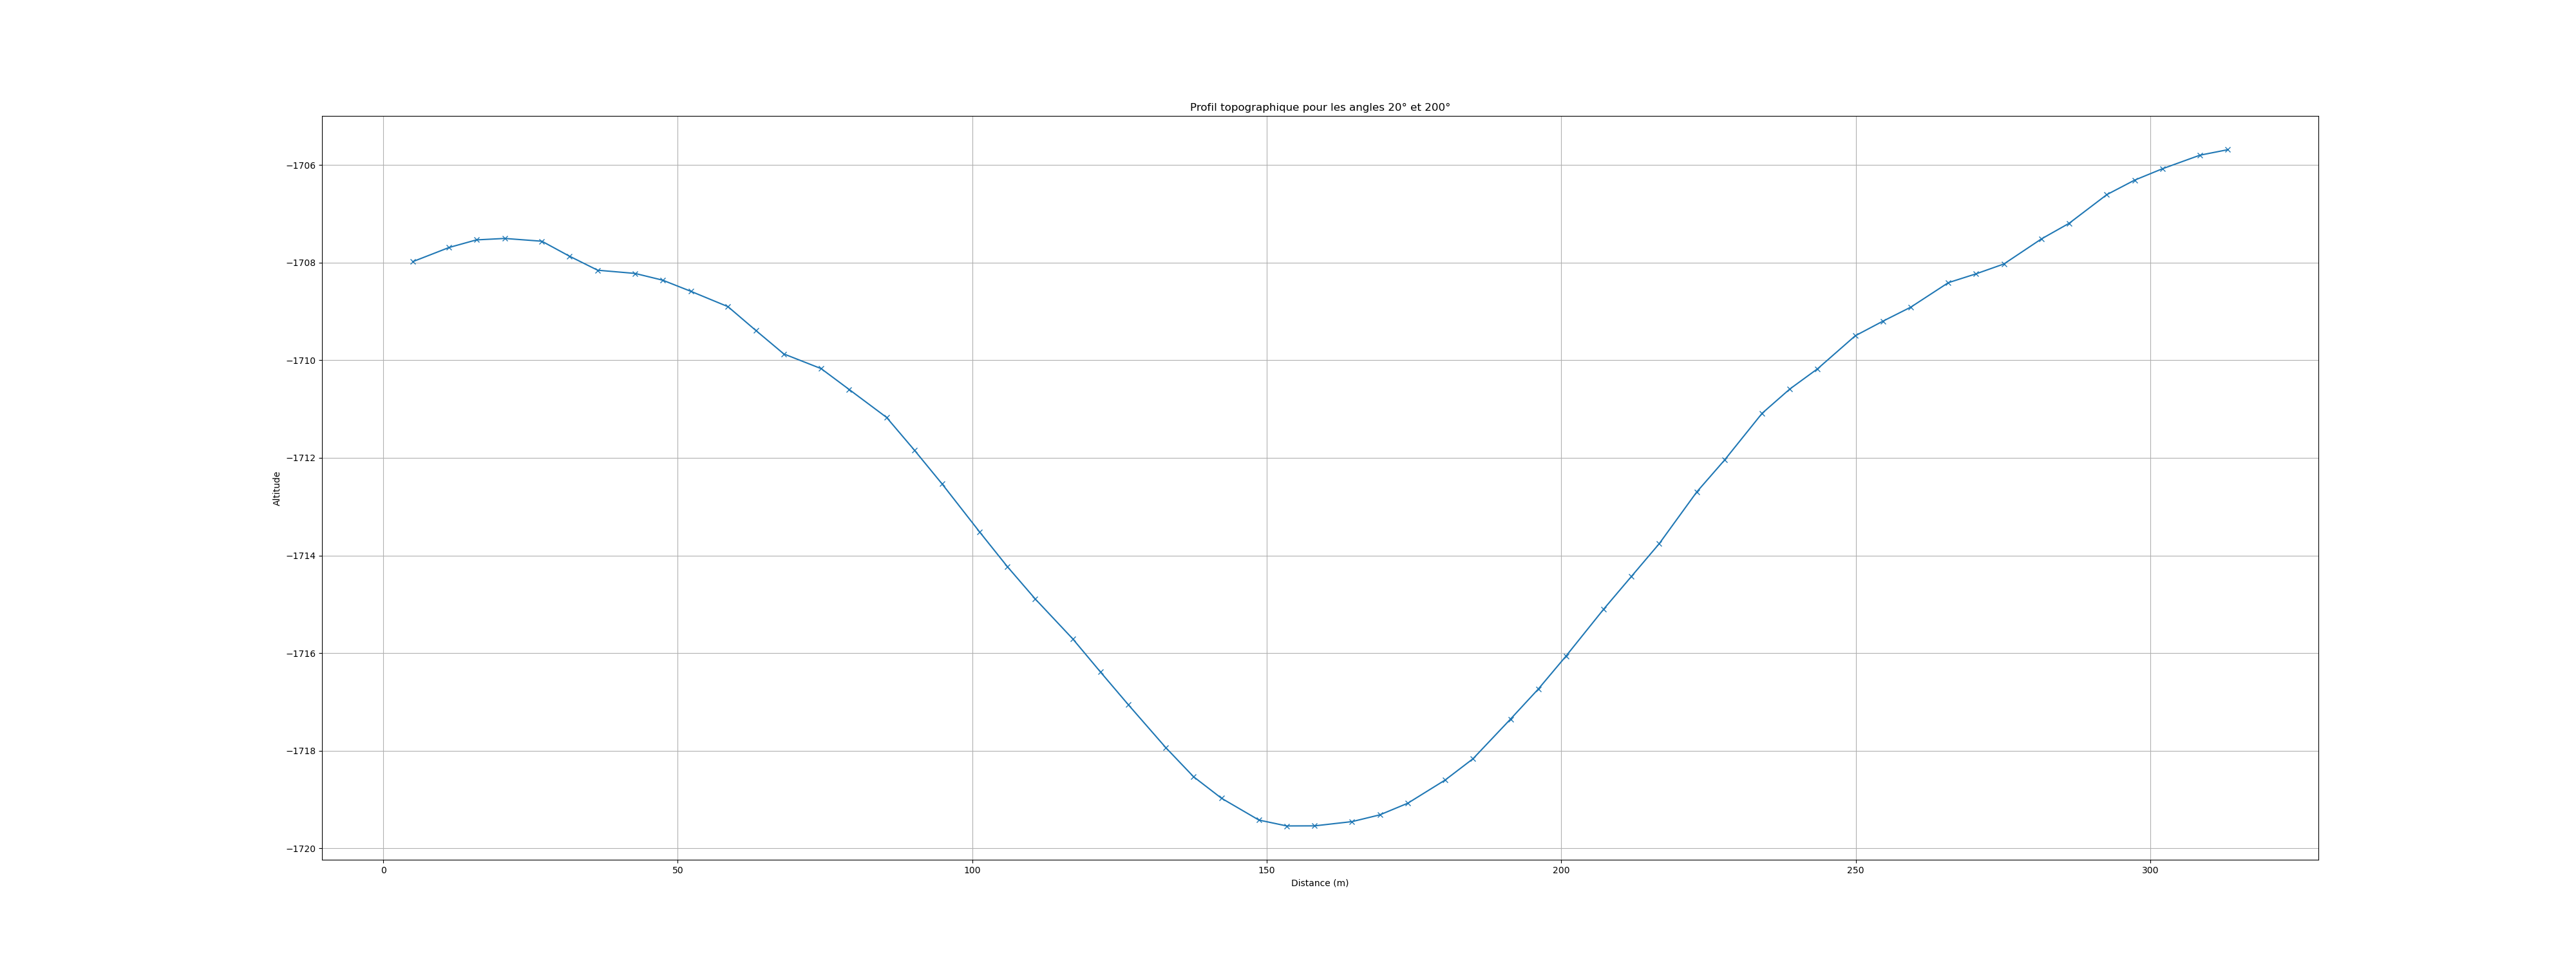 Profil topographique pour les angles 20° et 200°
Altitude
−1706
−1708
−1710
−1712
−1714
−1716
−1718
−1720
0 50 100 150 200 250 300
Distance (m)